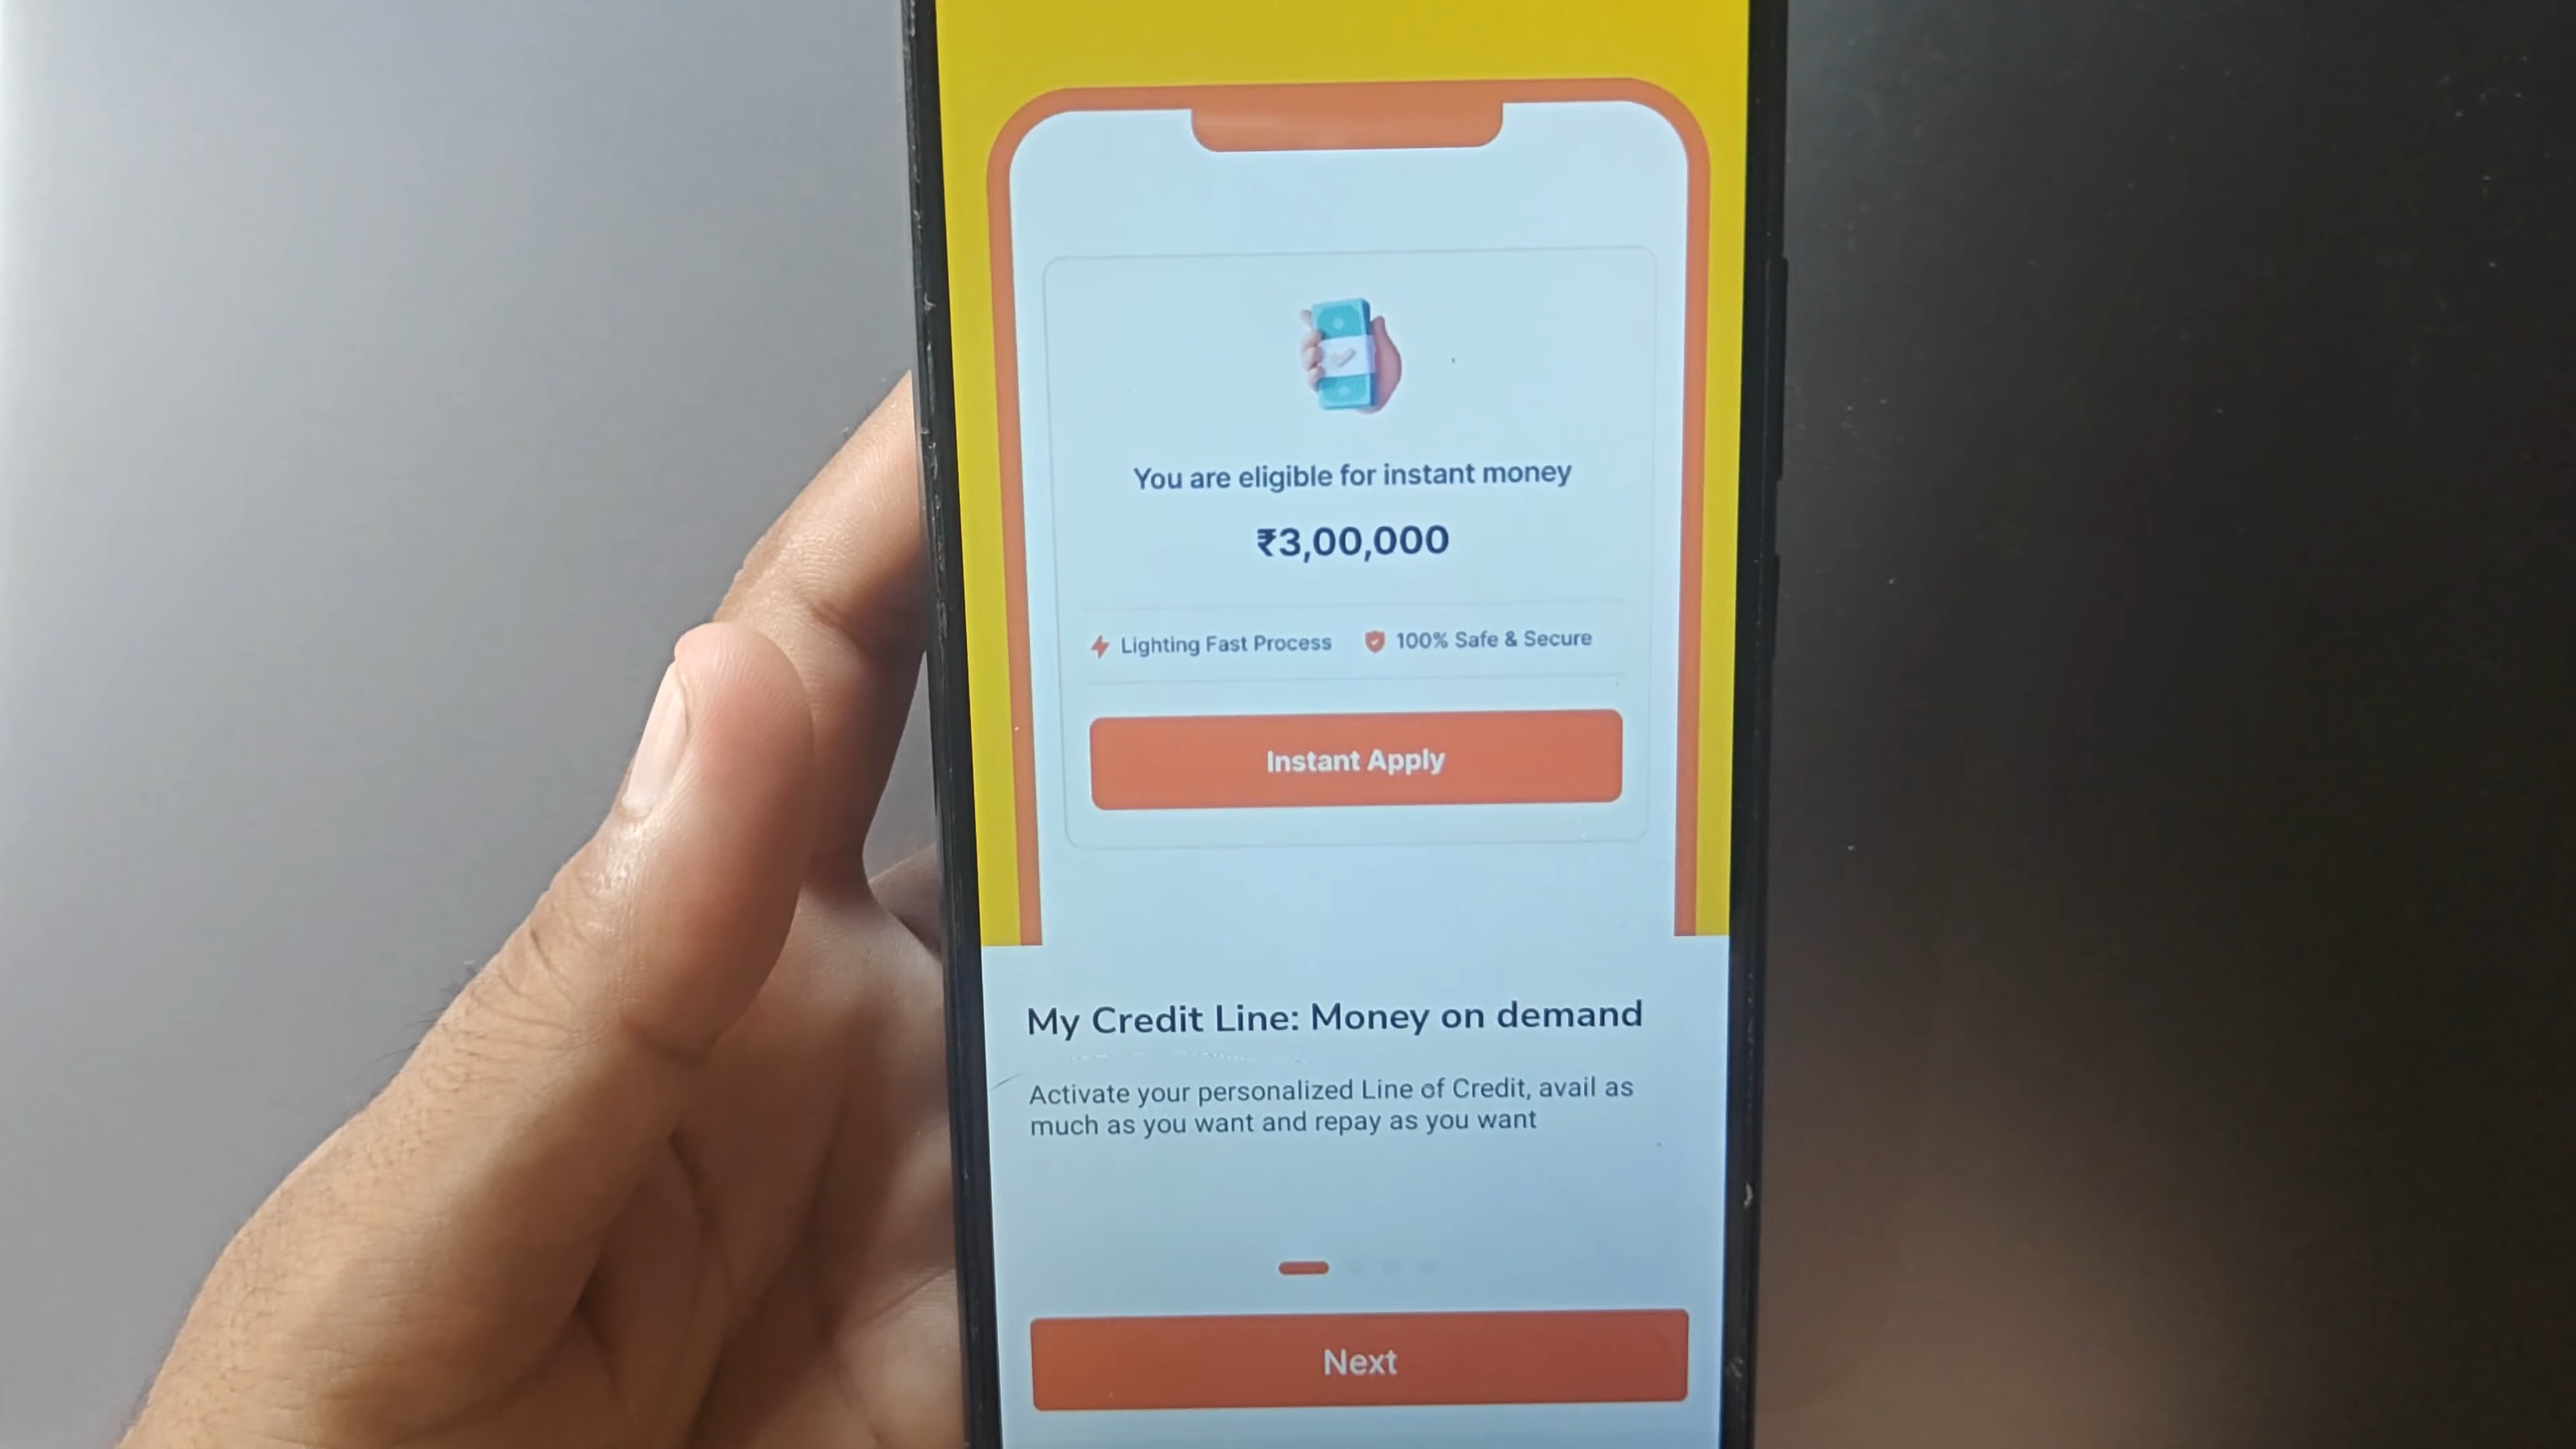 You are eligible for instant money
₹3,00,000
Lighting Fast Process 100% Safe & Secure
Instant Apply
My Credit Line: Money on demand
Activate your personalized Line of Credit, avail as
much as you want and repay as you want
Next